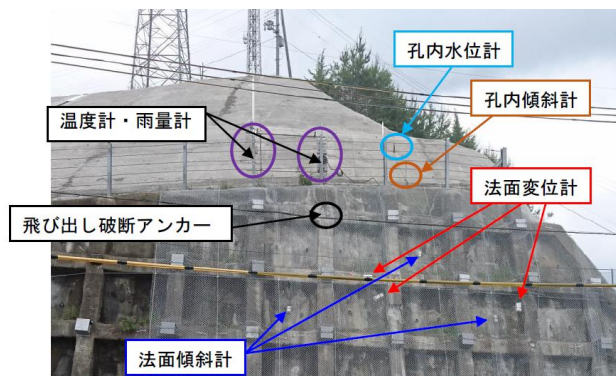 孔内水位計
孔内傾斜計
温度計・雨量計
法面変位計
飛び出し破断アンカー
法面傾斜計